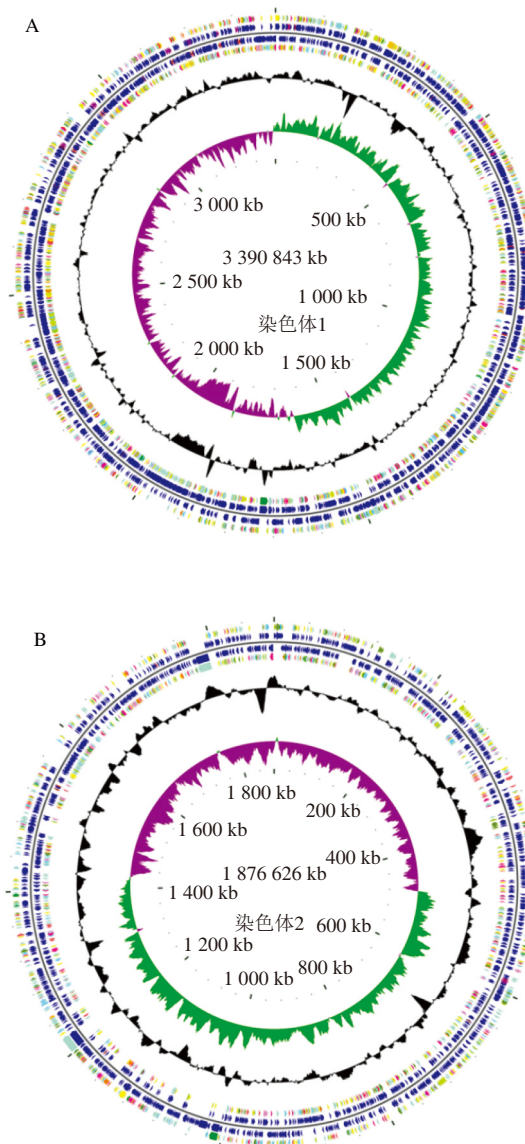 A
3 000 kb
500 kb
3 390 843 kb
2 500 kb
1 000 kb
染色体1
2 000 kb
1 500 kb
B
1 800 kb
200 kb
1 600 kb
400 kb
1 876 626 kb
1 400 kb
染色体2
600 kb
1 200 kb
800 kb
1 000 kb